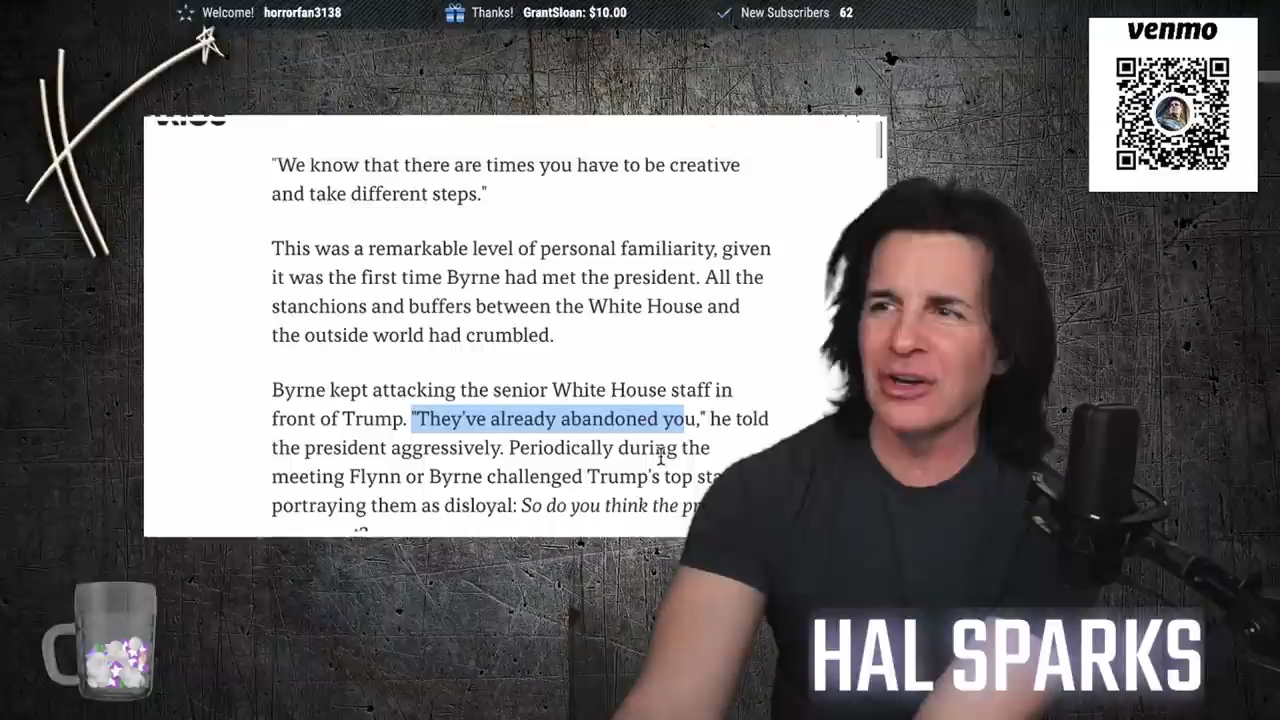 Welcome! horrorfan3138
Thanks! GrantSloan: $10.00
New Subscribers 62
venmo
"We know that there are times you have to be creative
and take different steps."
This was a remarkable level of personal familiarity, given
it was the first time Byrne had met the president. All the
stanchions and buffers between the White House and
the outside world had crumbled.
Byrne kept attacking the senior White House staff in
front of Trump. "They've already abandoned you," he told
the president aggressively. Periodically during the
meeting Flynn or Byrne challenged Trump's top
portraying them as disloyal: So do you think the
HAL SPARKS